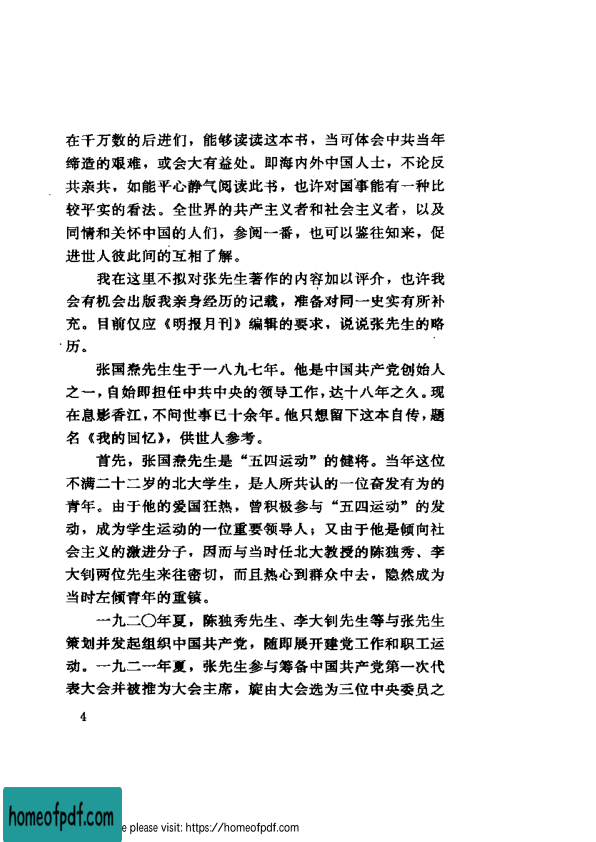 在千万数的后进们，能够读读这本书，当可体会中共当年
缔造的艰难，或会大有益处。即海内外中国人士，不论反
共亲共，如能平心静气阅读此书，也许对国事能有一种比
较平实的看法。全世界的共产主义者和社会主义者，以及
同情和关怀中国的人们，参阅一番，也可以鉴往知来，促
进世人彼此间的互相了解。
我在这里不拟对张先生著作的内容加以评介，也许我
会有机会出版我亲身经历的记载，准备对同一史实有所补
充。目前仅应《明报月刊》编辑的要求，说说张先生的略
历。
张国焘先生生于一八九七年。他是中国共产党创始人
之一，自始即担任中共中央的领导工作，达十八年之久。现
在息影香江，不问世事已十余年。他只想留下这本自传，题
名《我的回忆》，供世人参考。
首先，张国焘先生是“五四运动”的健将。当年这位
不满二十二岁的北大学生，是人所共认的一位奋发有为的
青年。由于他的爱国狂热，曾积极参与“五四运动”的发
动，成为学生运动的一位重要领导人；又由于他是倾向社
会主义的激进分子，因而与当时任北大教授的陈独秀、李
大钊两位先生来往密切，而且热心到群众中去，隐然成为
当时左倾青年的重镇。
一九二〇年夏，陈独秀先生、李大钊先生等与张先生
策划并发起组织中国共产党，随即展开建党工作和职工运
动。一九二一年夏，张先生参与筹备中国共产党第一次代
表大会并被推为大会主席，旋由大会选为三位中央委员之
4
homeofpdf.com
e please visit: https://homeofpdf.com